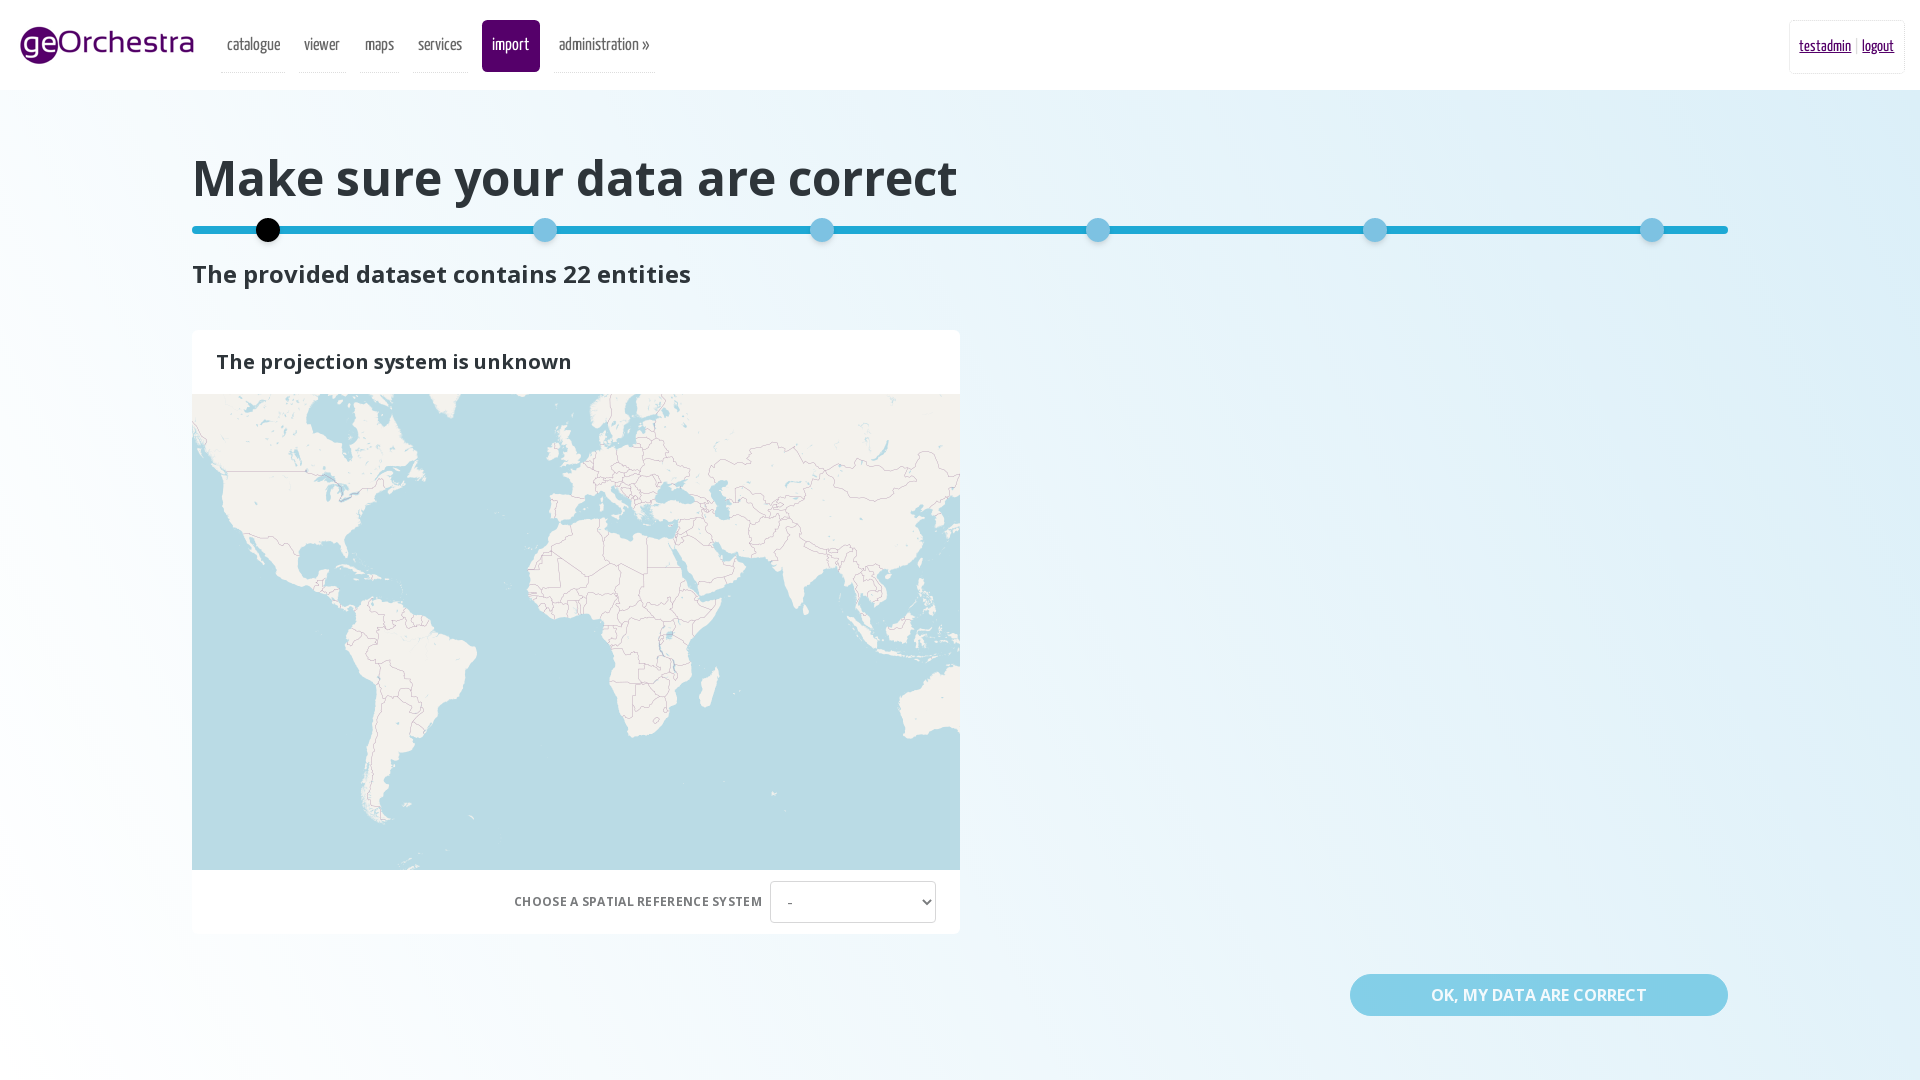 geOrchestra
catalogue
viewer
maps
services
import
administration »
testadmin | logout
Make sure your data are correct
The provided dataset contains 22 entities
The projection system is unknown
CHOOSE A SPATIAL REFERENCE SYSTEM
-
OK, MY DATA ARE CORRECT